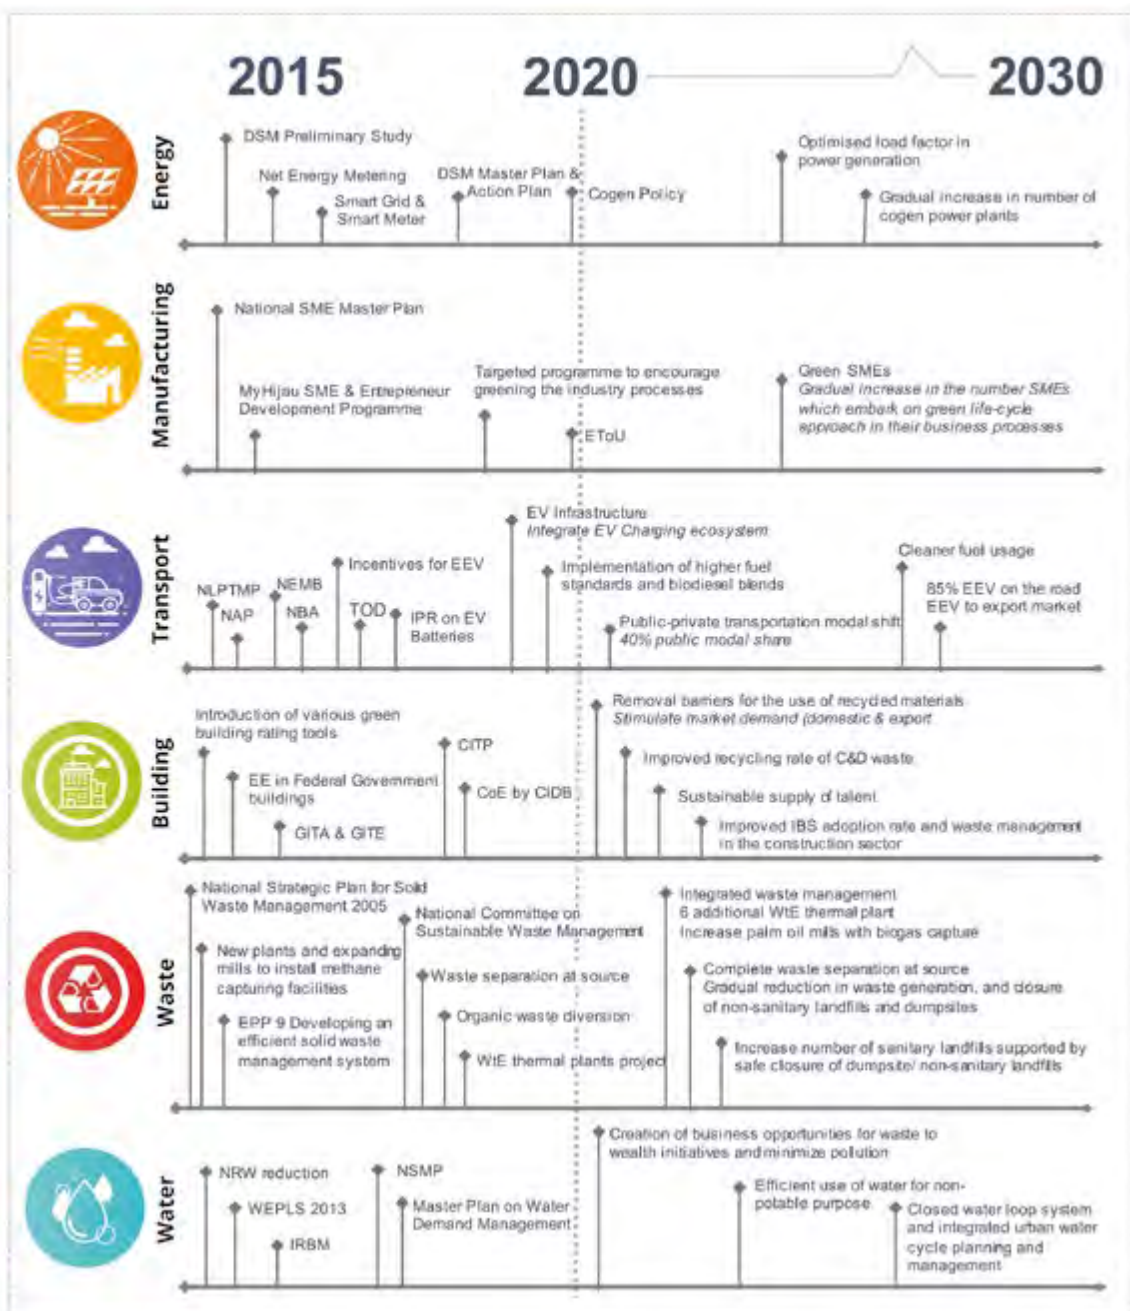 2015
2020
2030
Energy
DSM Preliminary Study
Net Energy Metering
Smart Grid &
Smart Meter
DSM Master Plan &
Action Plan
Cogen Policy
Optimised load factor in
power generation
Gradual increase in number of
cogen power plants
Manufacturing
National SME Master Plan
MyHijau SME & Entrepreneur
Development Programme
Targeted programme to encourage
greening the industry processes
EToU
Green SMEs
Gradual increase in the number SMEs
which embark on green life-cycle
approach in their business processes
Transport
NLPTMP
NAP
NEMB
NBA
Incentives for EEV
TOD
IPR on EV
Batteries
EV Infrastructure
Integrate EV Charging ecosystem
Implementation of higher fuel
standards and biodiesel blends
Public-private transportation modal shift
40% public modal share
Cleaner fuel usage
85% EEV on the road
EEV to export market
Building
Introduction of various green
building rating tools
EE in Federal Government
buildings
GITA & GITE
CITP
CoE by CIDB
Removal barriers for the use of recycled materials
Stimulate market demand (domestic & export
Improved recycling rate of C&D waste
Sustainable supply of talent
Improved IBS adoption rate and waste management
in the construction sector
Waste
National Strategic Plan for Solid
Waste Management 2005
New plants and expanding
mills to install methane
capturing facilities
EPP 9 Developing an
efficient solid waste
management system
National Committee on
Sustainable Waste Management
Waste separation at source
Organic waste diversion
WtE thermal plants project
Integrated waste management
6 additional WtE thermal plant
Increase palm oil mills with biogas capture
Complete waste separation at source
Gradual reduction in waste generation, and closure
of non-sanitary landfills and dumpsites
Increase number of sanitary landfills supported by
safe closure of dumpsite/ non-sanitary landfills
Water
NRW reduction
WEPLS 2013
IRBM
NSMP
Master Plan on Water
Demand Management
Creation of business opportunities for waste to
wealth initiatives and minimize pollution
Efficient use of water for non-
potable purpose
Closed water loop system
and integrated urban water
cycle planning and
management